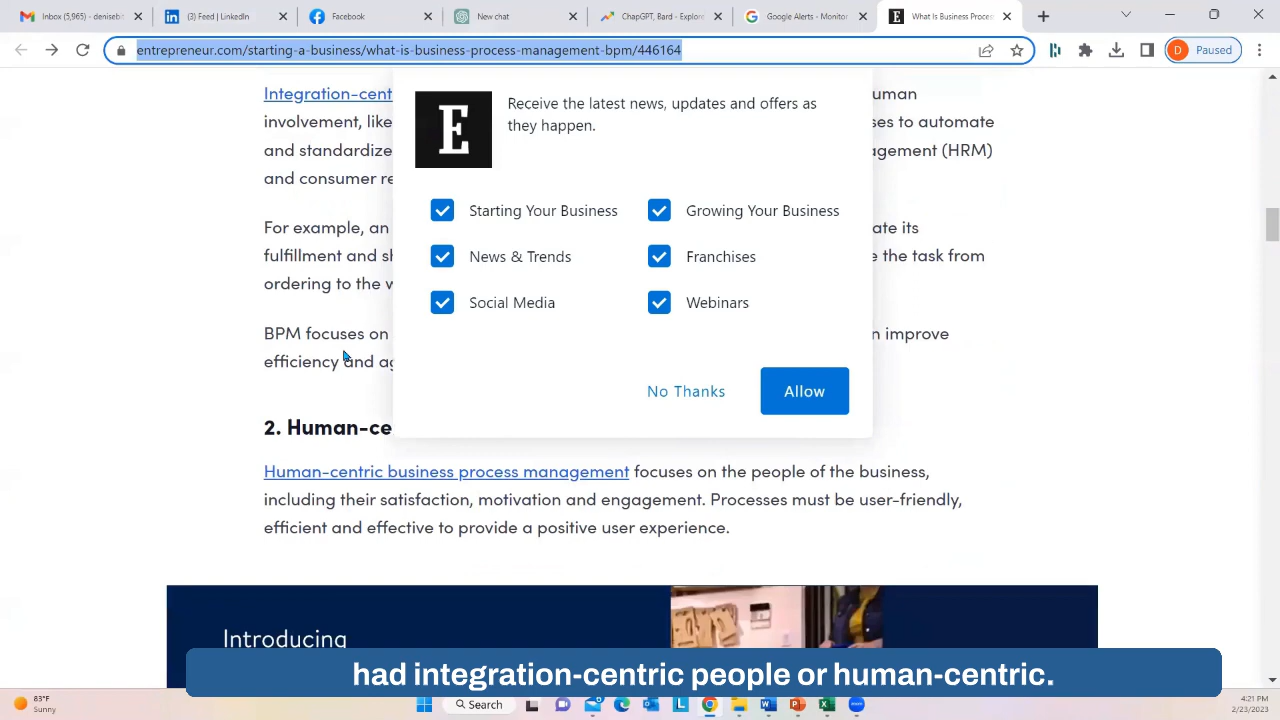 Inbox (5,965) - deniseb
(3) Feed | LinkedIn
Facebook
New chat
ChapGPT, Bard - Explore
Google Alerts - Monitor
What Is Business Proces
entrepreneur.com/starting-a-business/what-is-business-process-management-bpm/446164
D Paused
Integration-cent
uman
involvement, like
ses to automate
and standardize
agement (HRM)
and consumer re
E
Receive the latest news, updates and offers as
they happen.
Starting Your Business
Growing Your Business
News & Trends
Franchises
Social Media
Webinars
No Thanks
Allow
For example, an
ate its
fulfillment and sh
e the task from
ordering to the w
BPM focuses on
n improve
efficiency and ag
2. Human-ce
Human-centric business process management focuses on the people of the business,
including their satisfaction, motivation and engagement. Processes must be user-friendly,
efficient and effective to provide a positive user experience.
Introducing
had integration-centric people or human-centric.
83°F
Sunny
Search
4:21 PM
2/23/2023